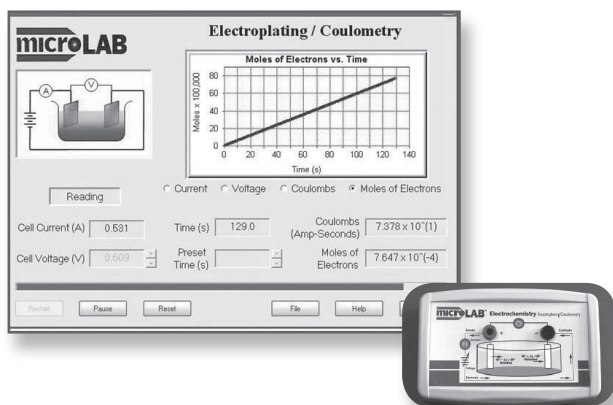 microLAB
Electroplating / Coulometry
Moles of Electrons vs. Time
Moles x 100,000
80
60
40
20
0
0 20 40 60 80 100 120 140
Time (s)
A
V
Reading
Current Voltage Coulombs Moles of Electrons
Cell Current (A) 0.531
Time (s) 129.0
Coulombs (Amp-Seconds) 7.378 x 10^(1)
Cell Voltage (V) 0.609
Preset Time (s)
Moles of Electrons 7.647 x 10^(-4)
Restart Pause Reset File Help
microLAB Electrochemistry Electroplating/Coulometry
Anode
Cathode